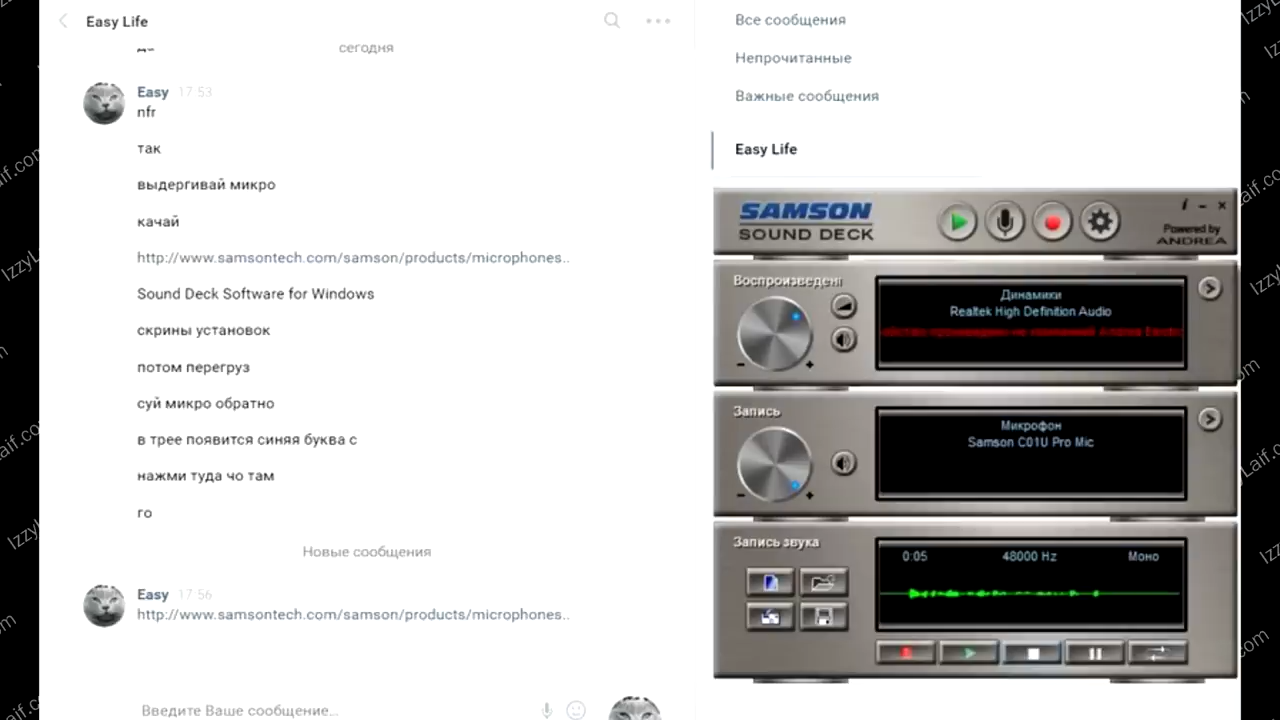 Easy Life
сегодня
Easy 17:53
nfr
так
выдергивай микро
качай
http://www.samsontech.com/samson/products/microphones..
Sound Deck Software for Windows
скрины установок
потом перегруз
суй микро обратно
в трее появится синяя буква с
нажми туда чо там
го
Новые сообщения
Easy 17:56
http://www.samsontech.com/samson/products/microphones..
Введите Ваше сообщение...
Все сообщения
Непрочитанные
Важные сообщения
Easy Life
SAMSON
SOUND DECK
Powered by
ANDREA
Воспроизведени
Динамики
Realtek High Definition Audio
Запись
Микрофон
Samson C01U Pro Mic
Запись звука
0:05 48000 Hz Моно